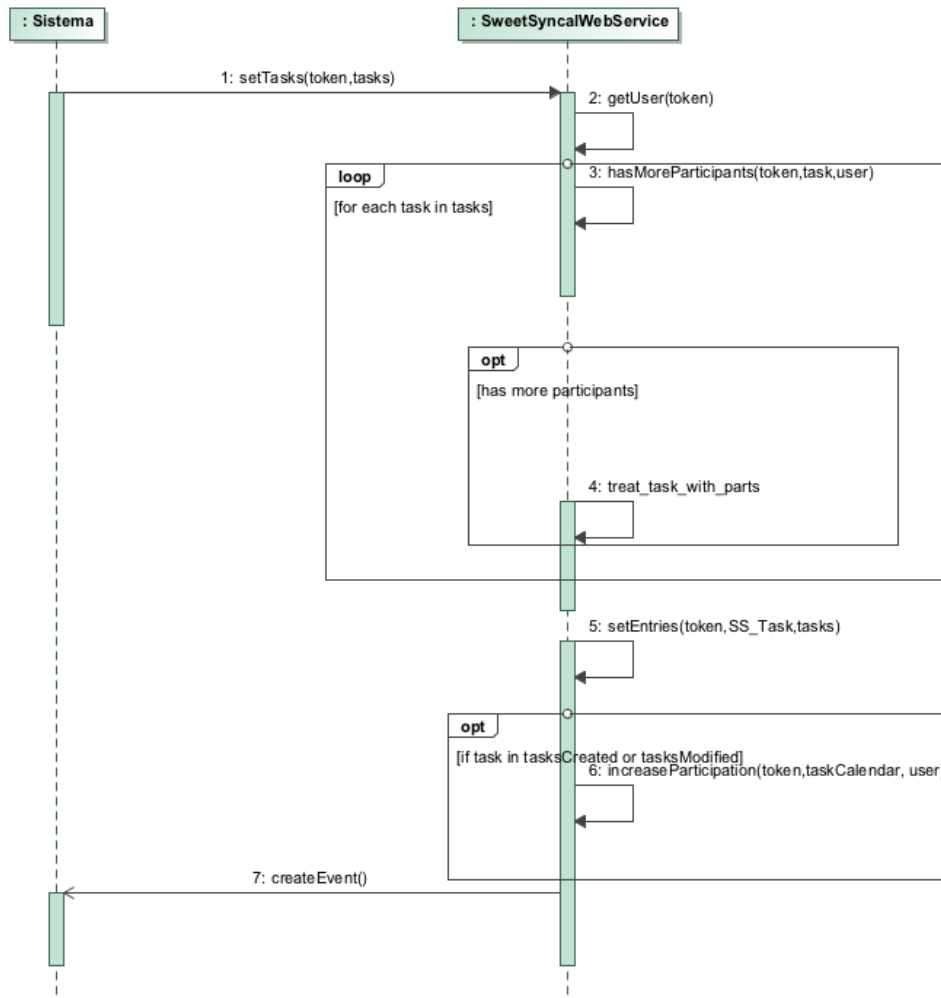 : Sistema
: SweetSyncalWebService
1: setTasks(token,tasks)
2: getUser(token)
loop
3: hasMoreParticipants(token,task,user)
[for each task in tasks]
opt
[has more participants]
4: treat_task_with_parts
5: setEntries(token,SS_Task,tasks)
opt
[if task in tasksCreated or tasksModified]
6: increaseParticipation(token,taskCalendar, user)
7: createEvent()